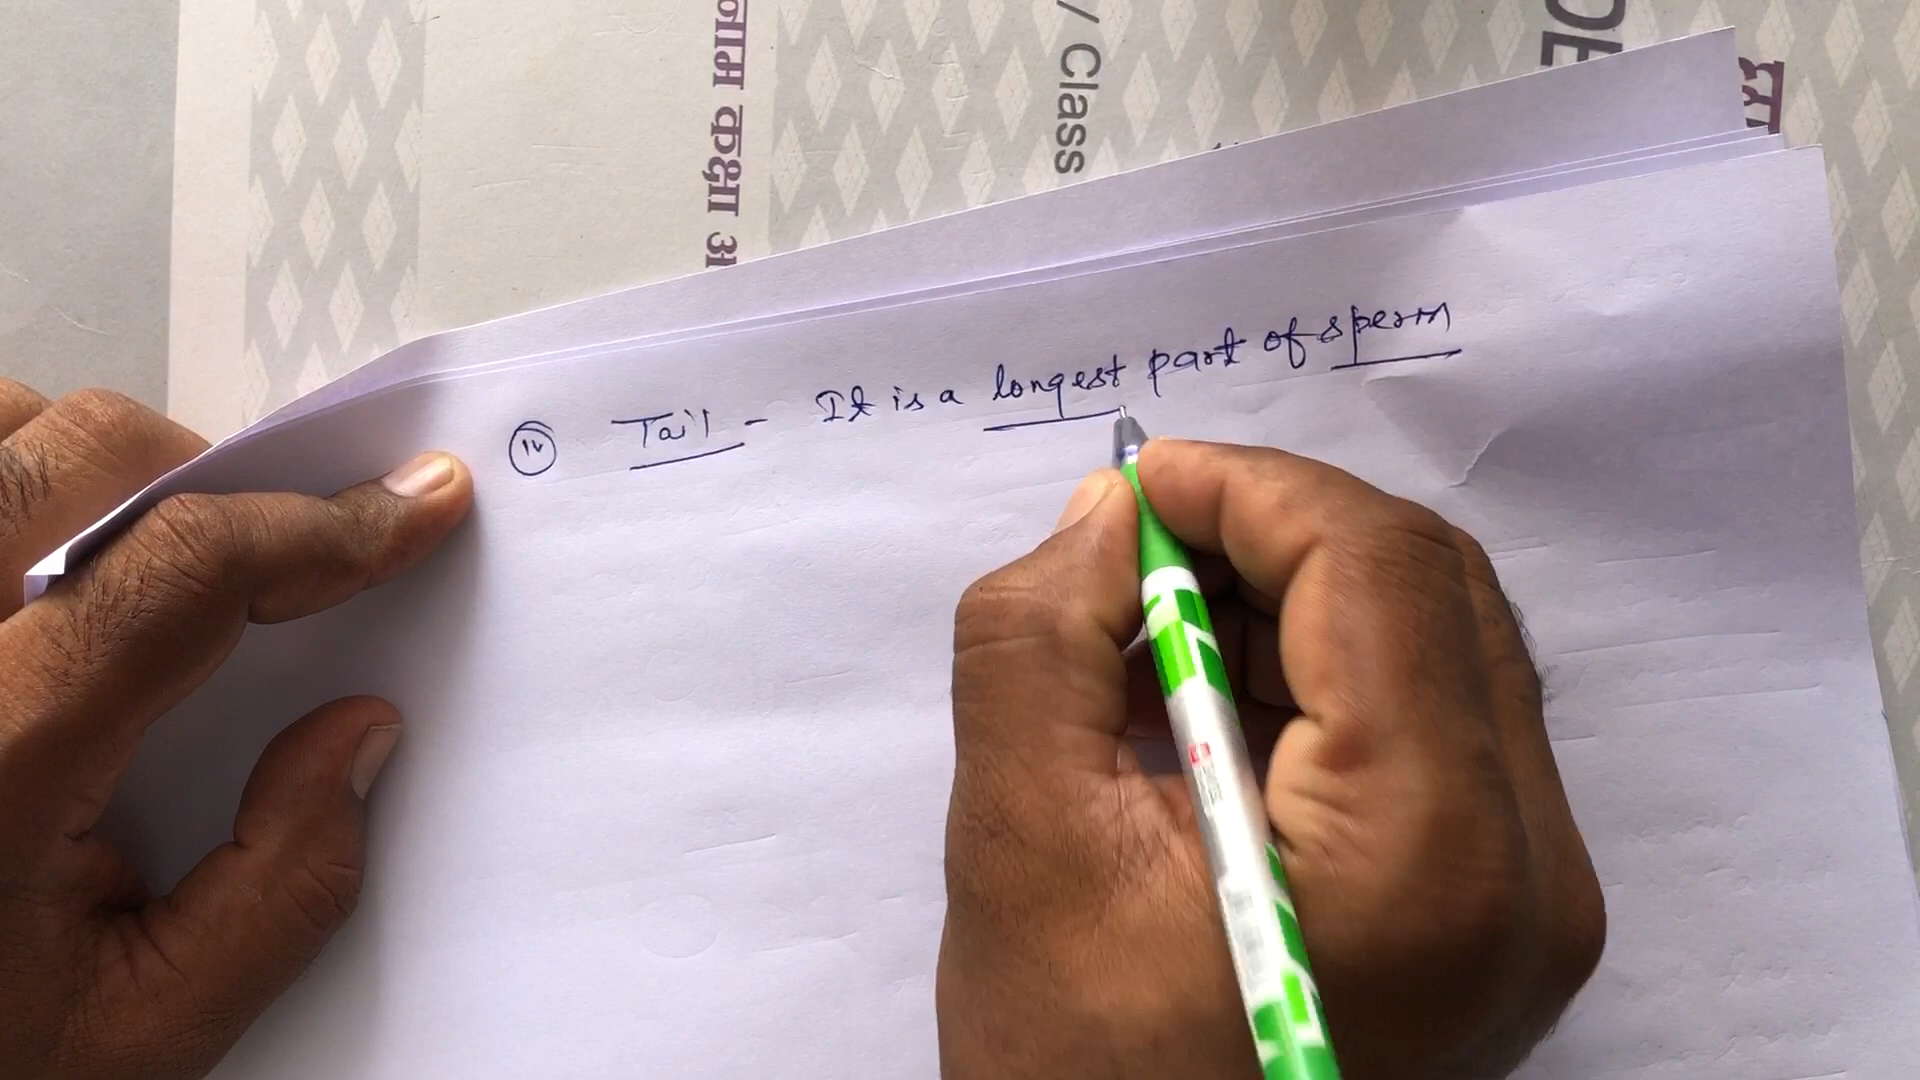 नाम कक्षा अ
/ Class
(iv) Tail - It is a longest part of sperm